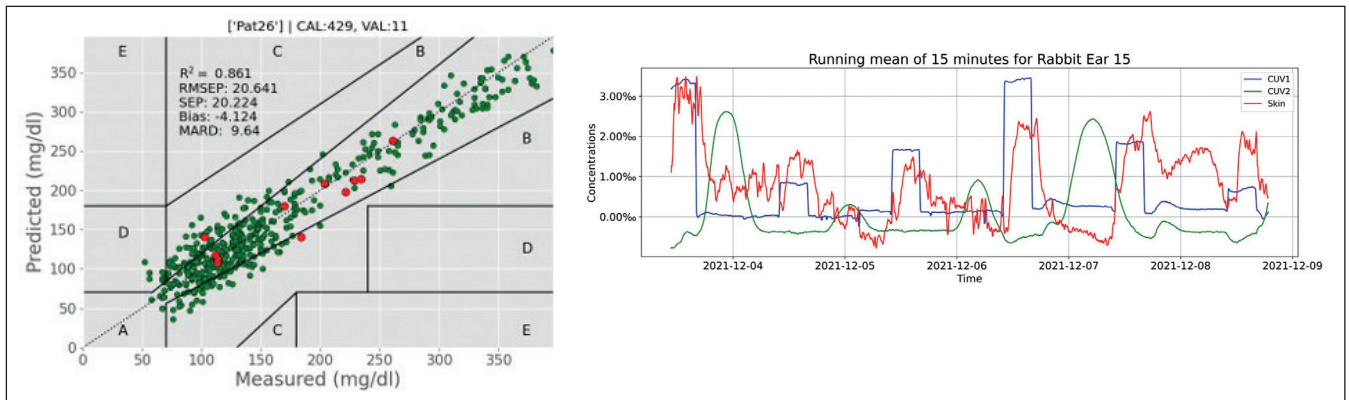 ['Pat26'] | CAL:429, VAL:11
E
C
B
R² = 0.861
RMSEP: 20.641
SEP: 20.224
Bias: -4.124
MARD: 9.64
B
D
D
A
C
E
350
300
250
200
150
100
50
0
0 50 100 150 200 250 300 350
Predicted (mg/dl)
Measured (mg/dl)
Running mean of 15 minutes for Rabbit Ear 15
CUV1
CUV2
Skin
3.00‰
2.00‰
1.00‰
0.00‰
Concentrations
2021-12-04 2021-12-05 2021-12-06 2021-12-07 2021-12-08 2021-12-09
Time